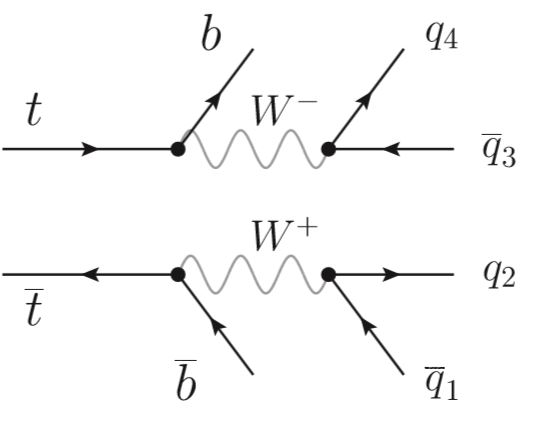 b
q₄
t
W⁻
q̅₃
W⁺
q₂
t̅
b̅
q̅₁